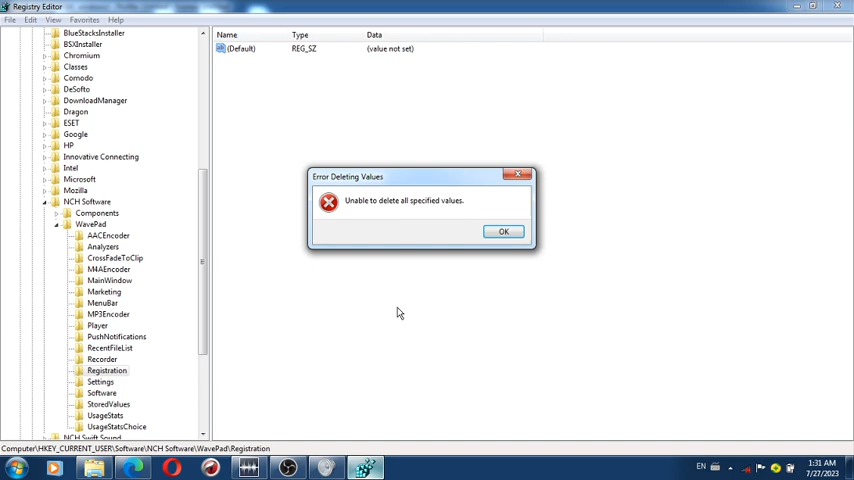 Registry Editor
File Edit View Favorites Help
BlueStacksInstaller
BSXInstaller
Chromium
Classes
Comodo
DeSofto
DownloadManager
Dragon
ESET
Google
HP
Innovative Connecting
Intel
Microsoft
Mozilla
NCH Software
Components
WavePad
AACEncoder
Analyzers
CrossFadeToClip
M4AEncoder
MainWindow
Marketing
MenuBar
MP3Encoder
Player
PushNotifications
RecentFileList
Recorder
Registration
Settings
Software
StoredValues
UsageStats
UsageStatsChoice
NCH Swift Sound
Name Type Data
(Default) REG_SZ (value not set)
Error Deleting Values
Unable to delete all specified values.
OK
Computer\HKEY_CURRENT_USER\Software\NCH Software\WavePad\Registration
EN
1:31 AM
7/27/2023